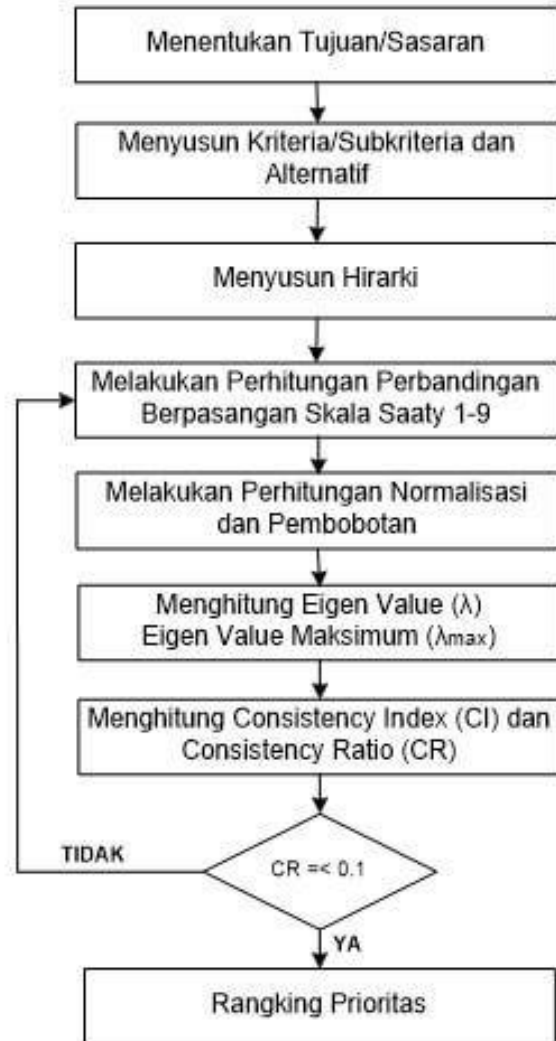 Menentukan Tujuan/Sasaran
Menyusun Kriteria/Subkriteria dan
Alternatif
Menyusun Hirarki
Melakukan Perhitungan Perbandingan
Berpasangan Skala Saaty 1-9
Melakukan Perhitungan Normalisasi
dan Pembobotan
Menghitung Eigen Value (λ)
Eigen Value Maksimum (λmax)
Menghitung Consistency Index (CI) dan
Consistency Ratio (CR)
TIDAK
CR =< 0.1
YA
Rangking Prioritas